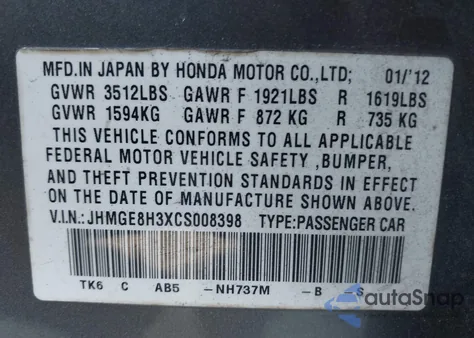 MFD.IN JAPAN BY HONDA MOTOR CO.,LTD; 01/'12
GVWR 3512LBS GAWR F 1921LBS R 1619LBS
GVWR 1594KG GAWR F 872 KG R 735 KG
THIS VEHICLE CONFORMS TO ALL APPLICABLE
FEDERAL MOTOR VEHICLE SAFETY ,BUMPER,
AND THEFT PREVENTION STANDARDS IN EFFECT
ON THE DATE OF MANUFACTURE SHOWN ABOVE.
V.I.N.: JHMGE8H3XCS008398 TYPE:PASSENGER CAR
TK6 C AB5 -NH737M -B -S
autoSnap